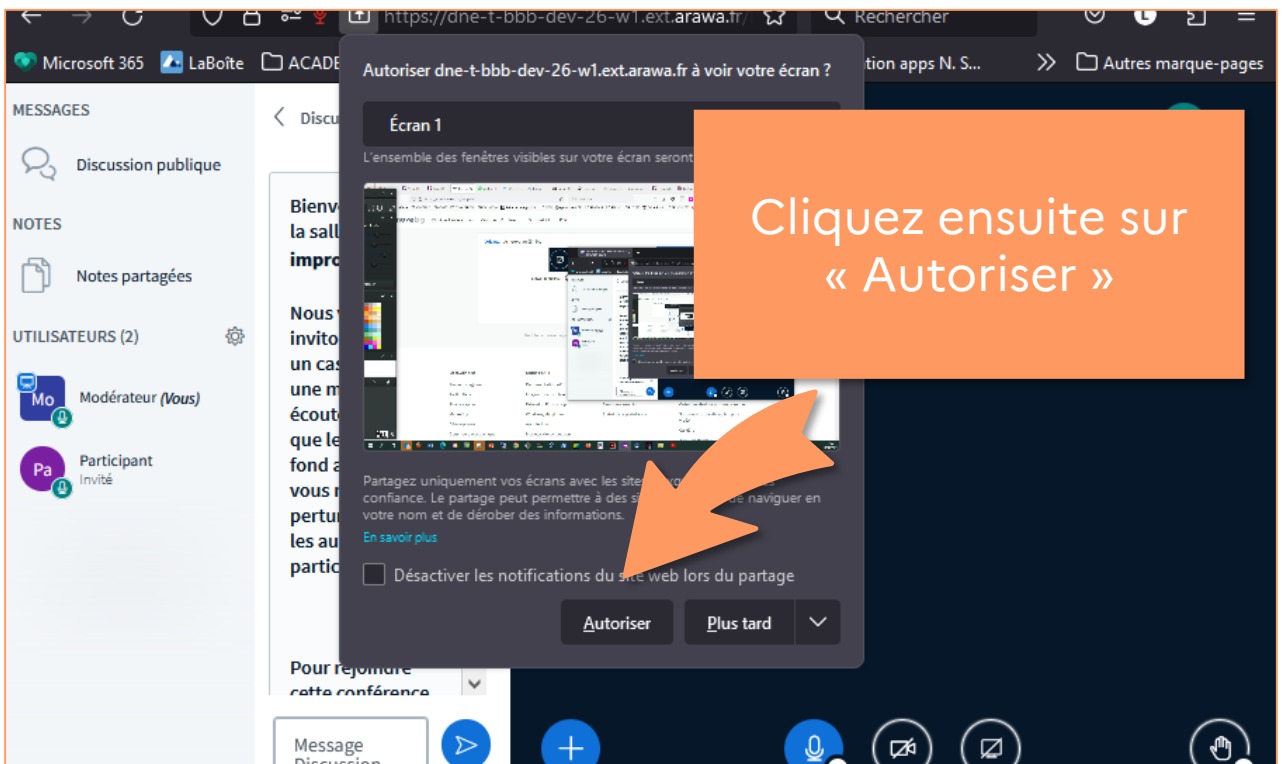 https://dne-t-bbb-dev-26-w1.ext.arawa.fr/
Rechercher
Microsoft 365
LaBoîte
ACADE
tion apps N. S...
Autres marque-pages
Autoriser dne-t-bbb-dev-26-w1.ext.arawa.fr à voir votre écran ?
Écran 1
L'ensemble des fenêtres visibles sur votre écran seront
Cliquez ensuite sur
« Autoriser »
MESSAGES
Discussion publique
NOTES
Notes partagées
UTILISATEURS (2)
Mo
Modérateur (Vous)
Pa
Participant
Invité
Discu
Bienv
la sall
impro
Nous
invito
un cas
une m
écout
que le
fond a
vous
pertu
les au
partic
Pour rejoindre
cette conférence
Message
Discussion
Partagez uniquement vos écrans avec les sites
confiance. Le partage peut permettre à des de naviguer en
votre nom et de dérober des informations.
En savoir plus
Désactiver les notifications du site web lors du partage
Autoriser
Plus tard